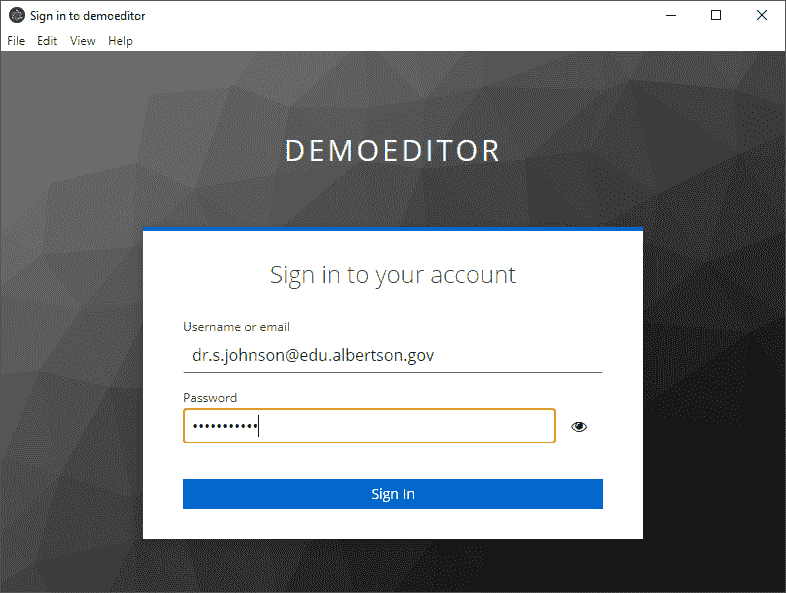 Sign in to demoeditor
File Edit View Help
DEMOEDITOR
Sign in to your account
Username or email
dr.s.johnson@edu.albertson.gov
Password
•••••••••••
Sign In